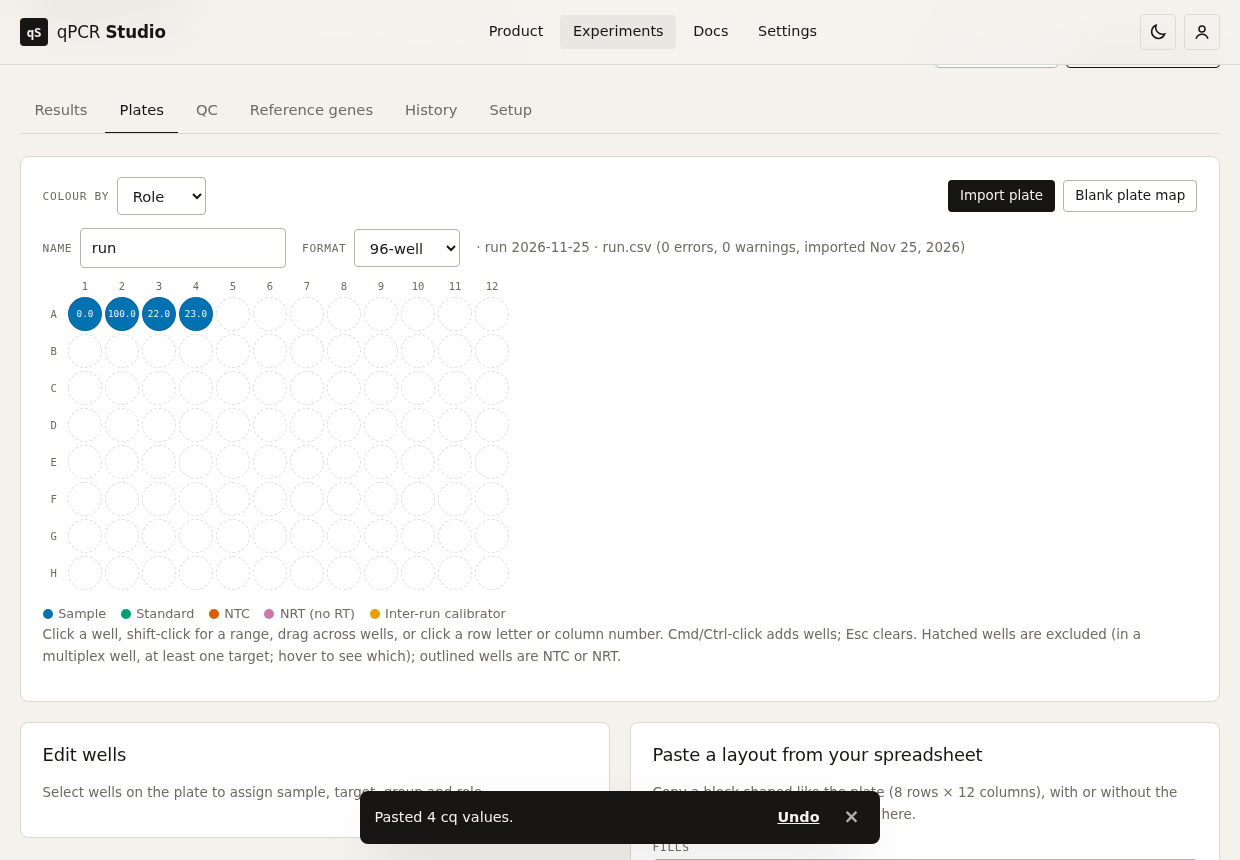 qS qPCR Studio Product Experiments Docs Settings
Results Plates QC Reference genes History Setup
COLOUR BY Role Import plate Blank plate map
NAME run FORMAT 96-well · run 2026-11-25 · run.csv (0 errors, 0 warnings, imported Nov 25, 2026)
1 2 3 4 5 6 7 8 9 10 11 12
A 0.0 100.0 22.0 23.0
B
C
D
E
F
G
H
Sample Standard NTC NRT (no RT) Inter-run calibrator
Click a well, shift-click for a range, drag across wells, or click a row letter or column number. Cmd/Ctrl-click adds wells; Esc clears. Hatched wells are excluded (in a
multiplex well, at least one target; hover to see which); outlined wells are NTC or NRT.
Edit wells
Select wells on the plate to assign sample, target, group and role.
Paste a layout from your spreadsheet
Copy a block shaped like the plate (8 rows × 12 columns), with or without the
here.
FILLS
Pasted 4 cq values. Undo ×